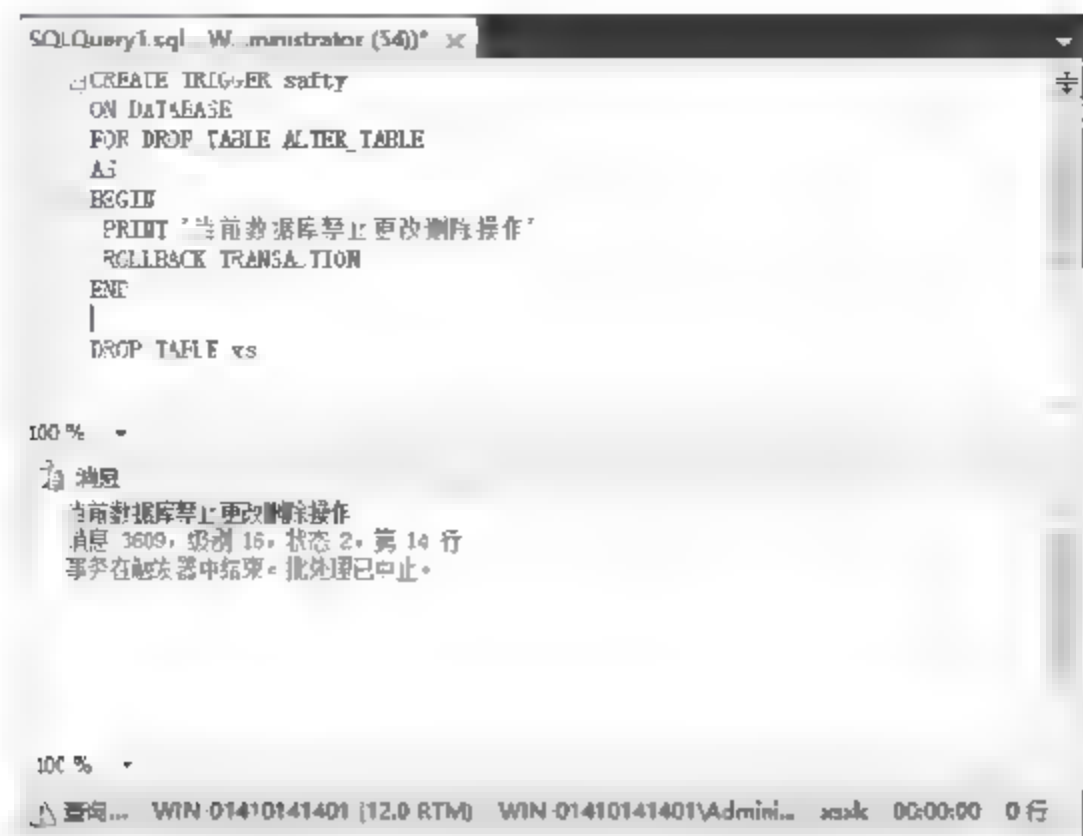 SQLQuery1.sql - W...ministrator (54))* ×
CREATE TRIGGER safty
ON DATABASE
FOR DROP TABLE ALTER_TABLE
AS
BEGIN
PRINT '当前数据库禁止更改删除操作'
ROLLBACK TRANSACTION
END
DROP TABLE xs
100 %
消息
当前数据库禁止更改删除操作
消息 3609，级别 16，状态 2，第 14 行
事务在触发器中结束。批处理已中止。
100 %
查询... WIN-01410141401 (12.0 RTM) WIN-01410141401\Admini... xsxk 00:00:00 0 行